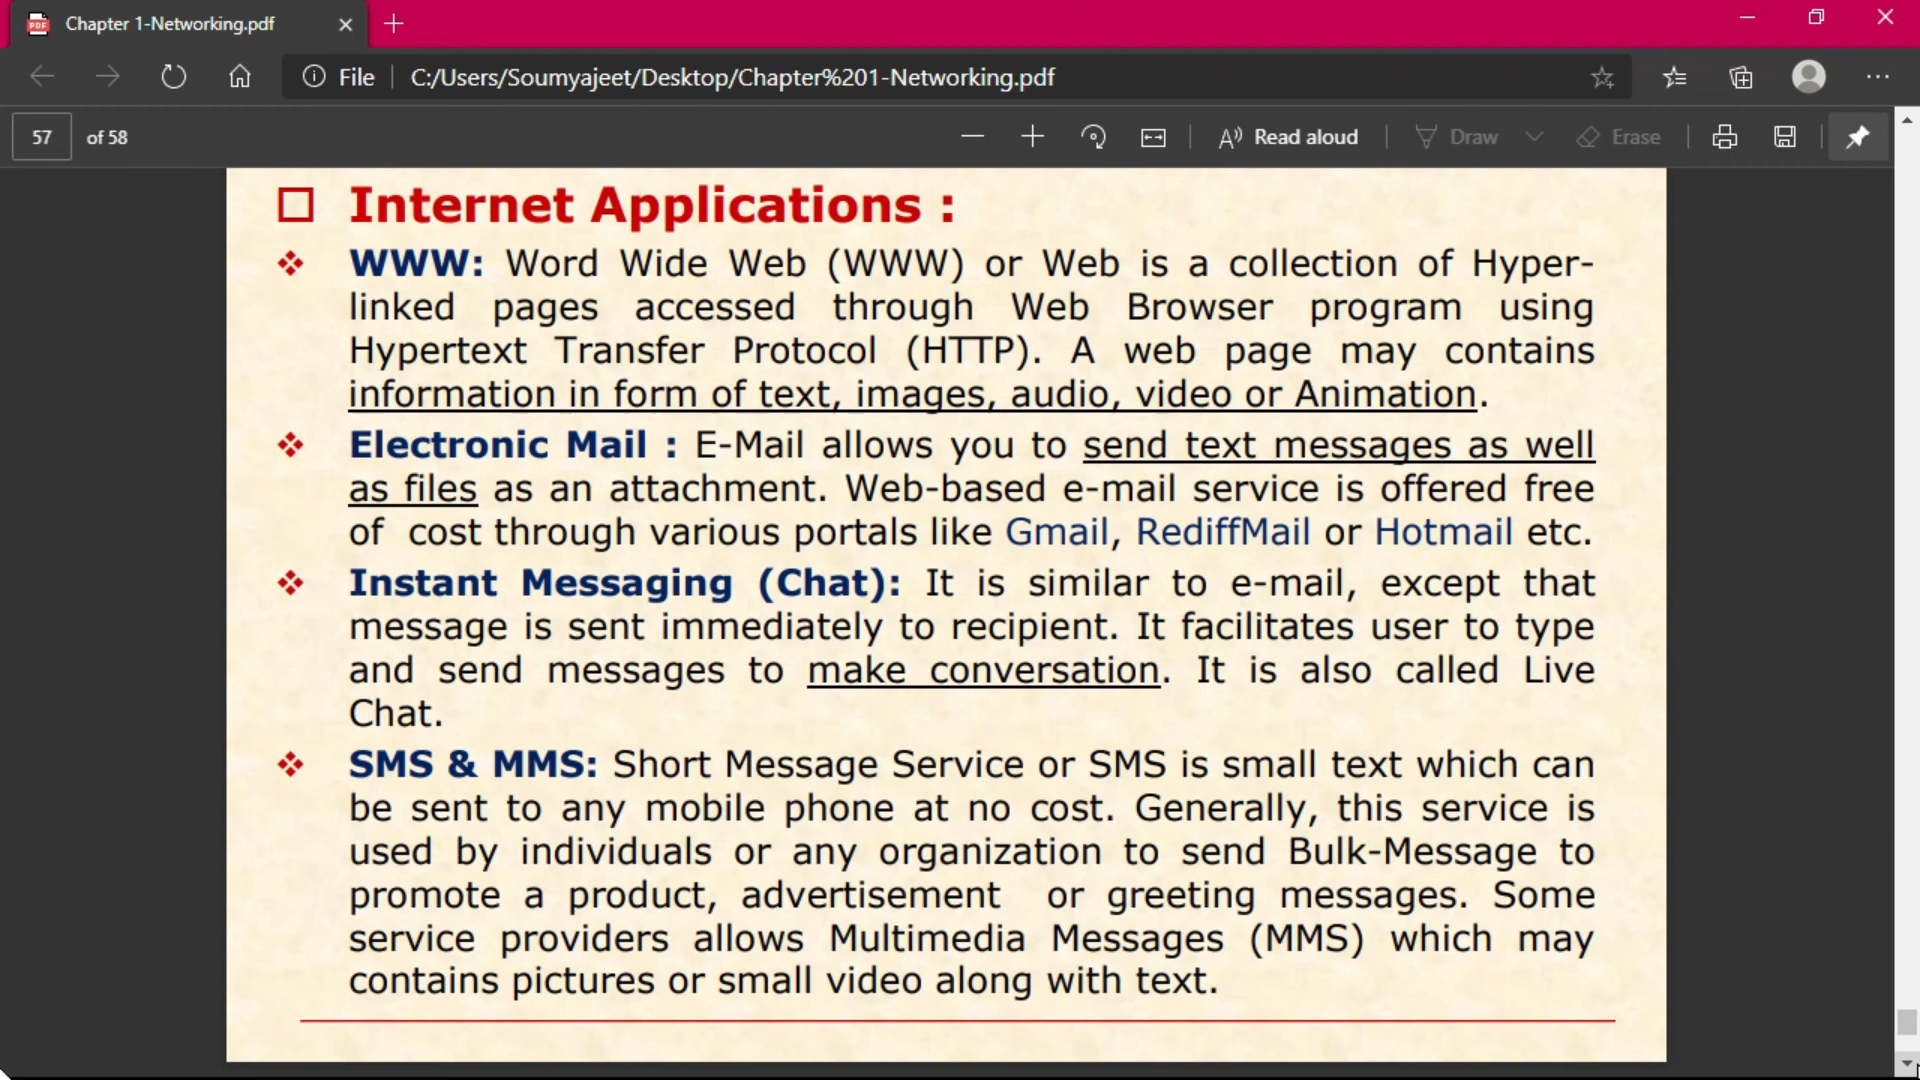 Chapter 1-Networking.pdf
File C:/Users/Soumyajeet/Desktop/Chapter%201-Networking.pdf
57 of 58 Read aloud Draw Erase
Internet Applications :
WWW: Word Wide Web (WWW) or Web is a collection of Hyper-
linked pages accessed through Web Browser program using
Hypertext Transfer Protocol (HTTP). A web page may contains
information in form of text, images, audio, video or Animation.
Electronic Mail : E-Mail allows you to send text messages as well
as files as an attachment. Web-based e-mail service is offered free
of cost through various portals like Gmail, RediffMail or Hotmail etc.
Instant Messaging (Chat): It is similar to e-mail, except that
message is sent immediately to recipient. It facilitates user to type
and send messages to make conversation. It is also called Live
Chat.
SMS & MMS: Short Message Service or SMS is small text which can
be sent to any mobile phone at no cost. Generally, this service is
used by individuals or any organization to send Bulk-Message to
promote a product, advertisement or greeting messages. Some
service providers allows Multimedia Messages (MMS) which may
contains pictures or small video along with text.